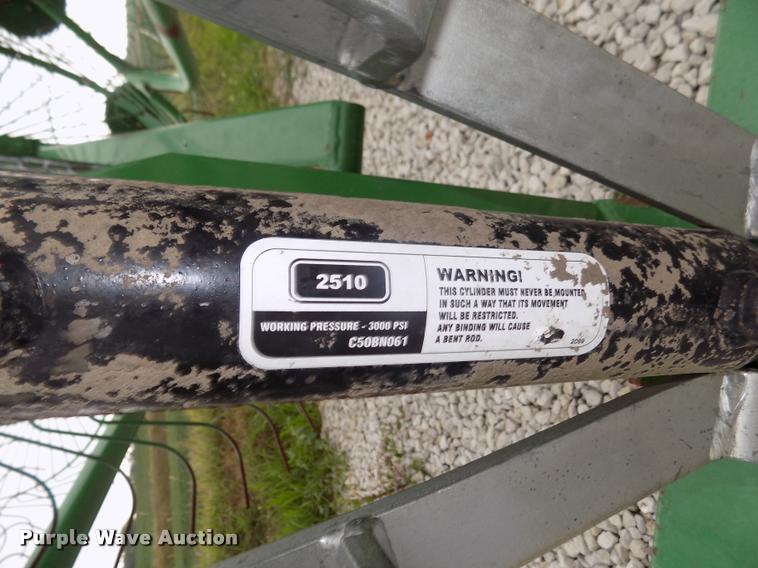 2510
WORKING PRESSURE - 3000 PSI
C50BN061
WARNING!
THIS CYLINDER MUST NEVER BE MOUNTED
IN SUCH A WAY THAT ITS MOVEMENT
WILL BE RESTRICTED.
ANY BINDING WILL CAUSE
A BENT ROD.
2069
Purple Wave Auction